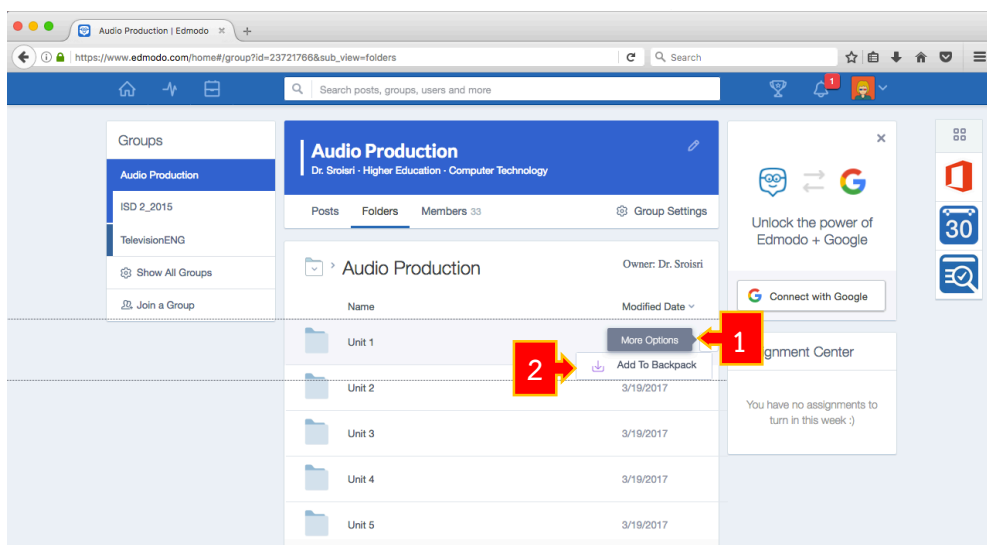 Audio Production | Edmodo
https://www.edmodo.com/home#/group?id=23721766&sub_view=folders
Search
Search posts, groups, users and more
1
Groups
Audio Production
ISD 2_2015
TelevisionENG
Show All Groups
Join a Group
Audio Production
Dr. Sroisri · Higher Education · Computer Technology
Posts Folders Members 33 Group Settings
Audio Production Owner: Dr. Sroisri
Name Modified Date
Unit 1 More Options 1
2 Add To Backpack
Unit 2 3/19/2017
Unit 3 3/19/2017
Unit 4 3/19/2017
Unit 5 3/19/2017
G
Unlock the power of
Edmodo + Google
G Connect with Google
gnment Center
You have no assignments to
turn in this week :)
30